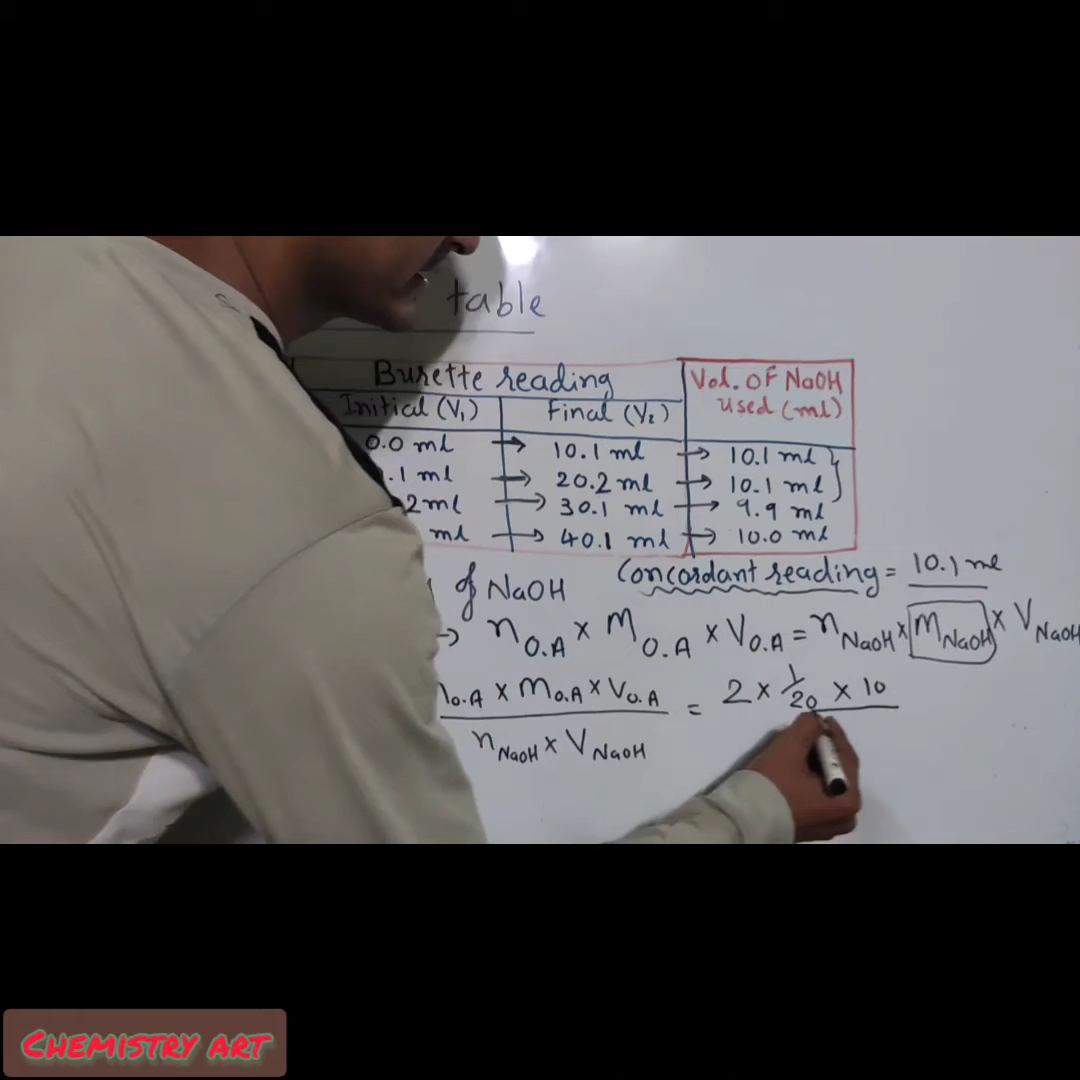 table
Burette reading
Vol. OF NaOH
used (ml)
Initial (V₁) Final (V₂)
0.0 ml → 10.1 ml → 10.1 ml
.1 ml → 20.2 ml → 10.1 ml
2 ml → 30.1 ml → 9.9 ml
ml → 40.1 ml → 10.0 ml
Concordant reading = 10.1 ml
of NaOH
→ n O.A × M O.A × V O.A = n NaOH × M NaOH × V NaOH
n O.A × M O.A × V O.A = 2 × 1/20 × 10
n NaOH × V NaOH
CHEMISTRY ART